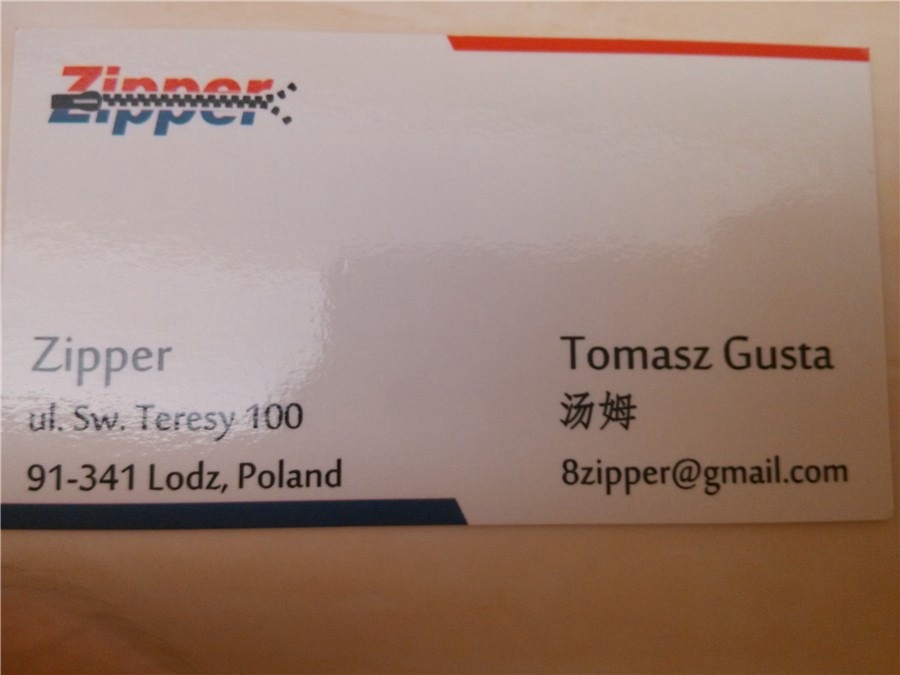 Zipper
Zipper
ul. Sw. Teresy 100
91-341 Lodz, Poland
Tomasz Gusta
汤姆
8zipper@gmail.com